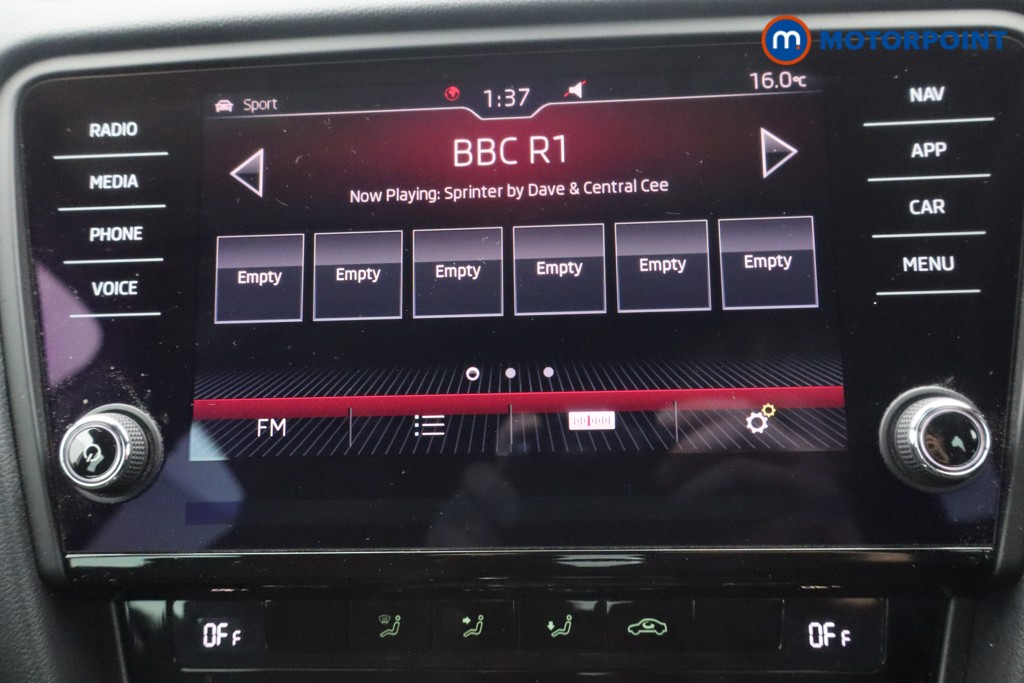 m MOTORPOINT
Sport
1:37
16.0°C
RADIO
MEDIA
PHONE
VOICE
BBC R1
Now Playing: Sprinter by Dave & Central Cee
Empty Empty Empty Empty Empty Empty
FM
NAV
APP
CAR
MENU
OFF
OFF